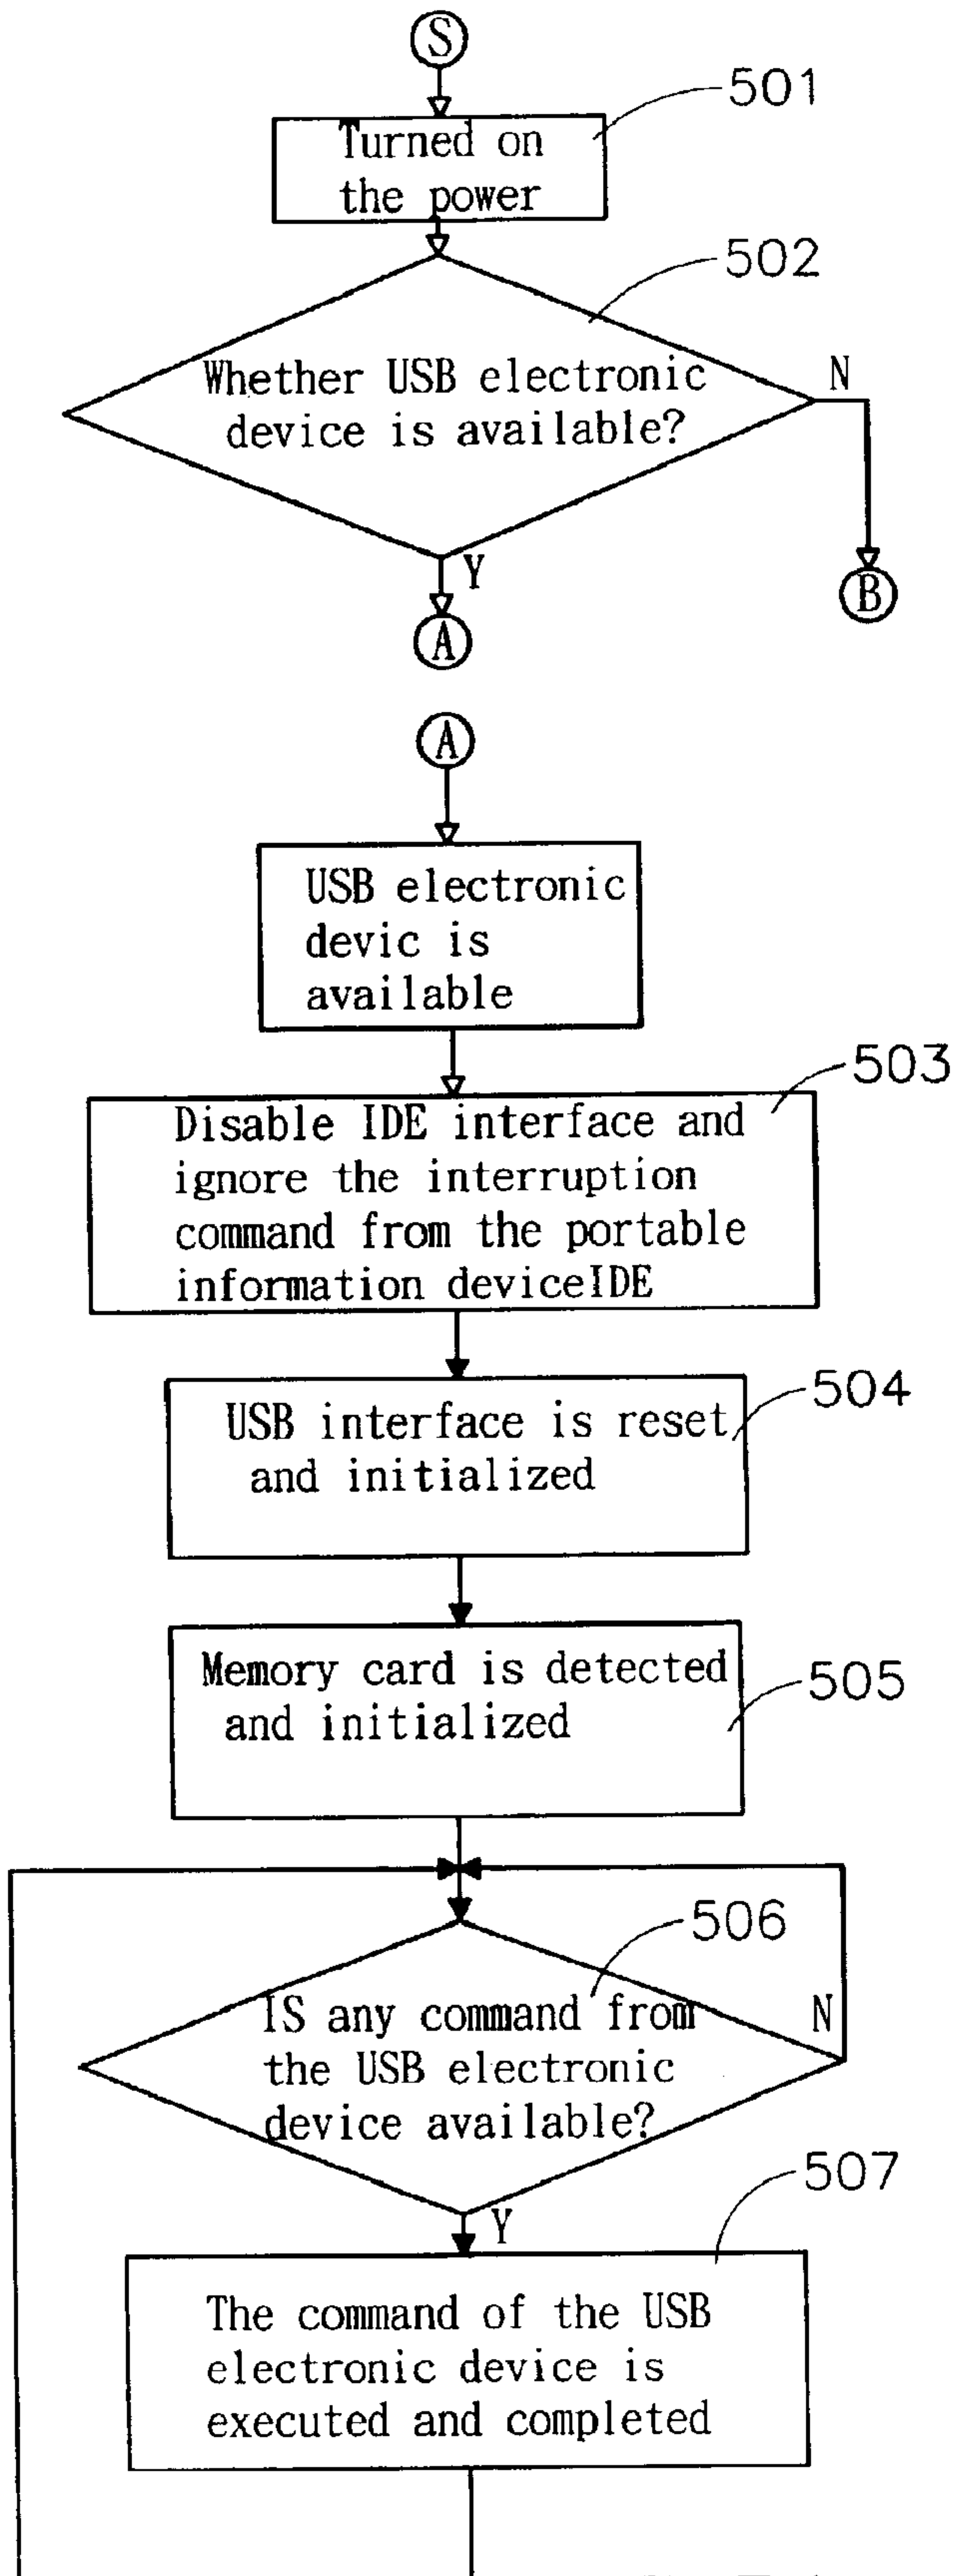 S
501
Turned on
the power
502
Whether USB electronic
device is available?
N
Y
B
A
A
USB electronic
devic is
available
503
Disable IDE interface and
ignore the interruption
command from the portable
information deviceIDE
504
USB interface is reset
and initialized
505
Memory card is detected
and initialized
506
IS any command from
the USB electronic
device available?
N
Y
507
The command of the USB
electronic device is
executed and completed